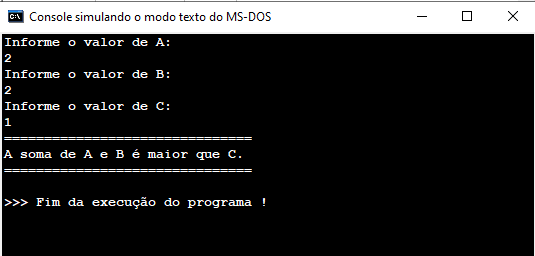 Console simulando o modo texto do MS-DOS
Informe o valor de A:
2
Informe o valor de B:
2
Informe o valor de C:
1
===============================
A soma de A e B é maior que C.
===============================
>>> Fim da execução do programa !